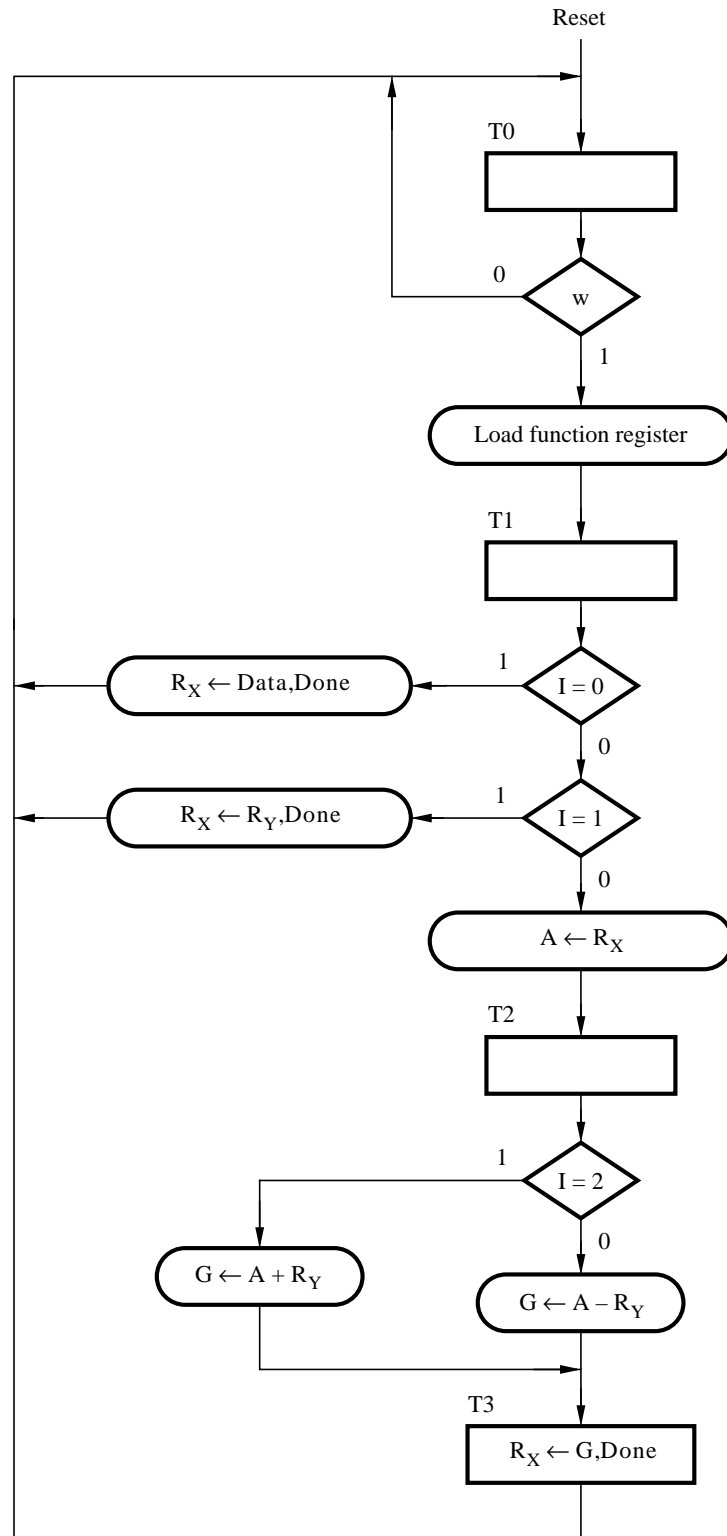 Reset
T0
0
w
1
Load function register
T1
1
I = 0
R_X ← Data,Done
0
1
I = 1
R_X ← R_Y,Done
0
A ← R_X
T2
1
I = 2
0
G ← A + R_Y
G ← A – R_Y
T3
R_X ← G,Done